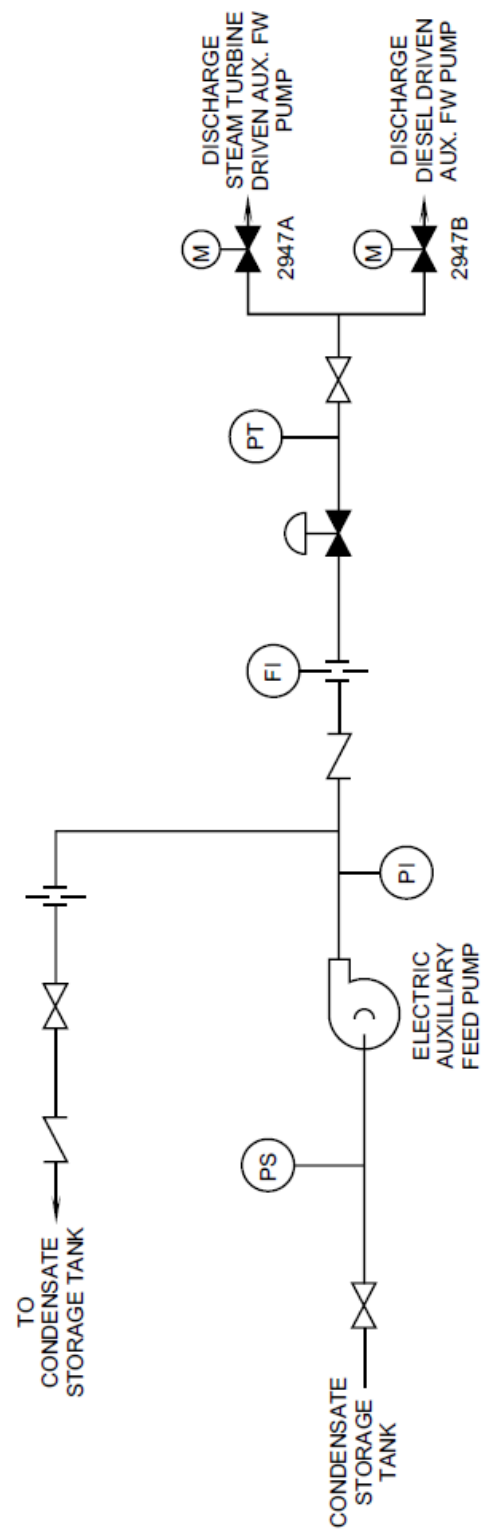 TO
CONDENSATE
STORAGE TANK
CONDENSATE
STORAGE
TANK
PS
ELECTRIC
AUXILLIARY
FEED PUMP
PI
FI
PT
M
2947A
DISCHARGE
STEAM TURBINE
DRIVEN AUX. FW
PUMP
M
2947B
DISCHARGE
DIESEL DRIVEN
AUX. FW PUMP